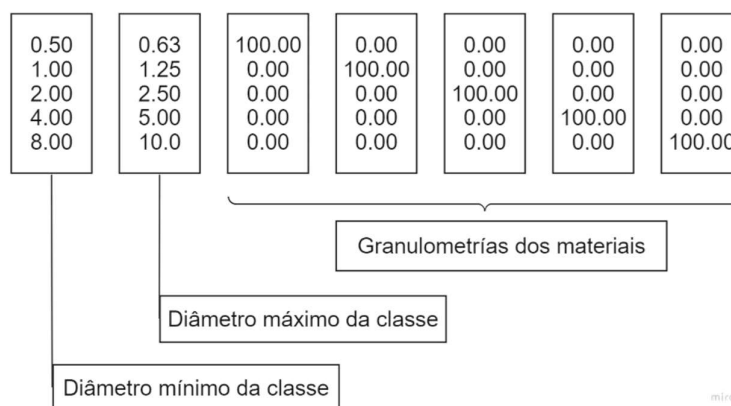 0.50 0.63 100.00 0.00 0.00 0.00 0.00
1.00 1.25 0.00 100.00 0.00 0.00 0.00
2.00 2.50 0.00 0.00 100.00 0.00 0.00
4.00 5.00 0.00 0.00 0.00 100.00 0.00
8.00 10.0 0.00 0.00 0.00 0.00 100.00
Granulometrías dos materiais
Diâmetro máximo da classe
Diâmetro mínimo da classe